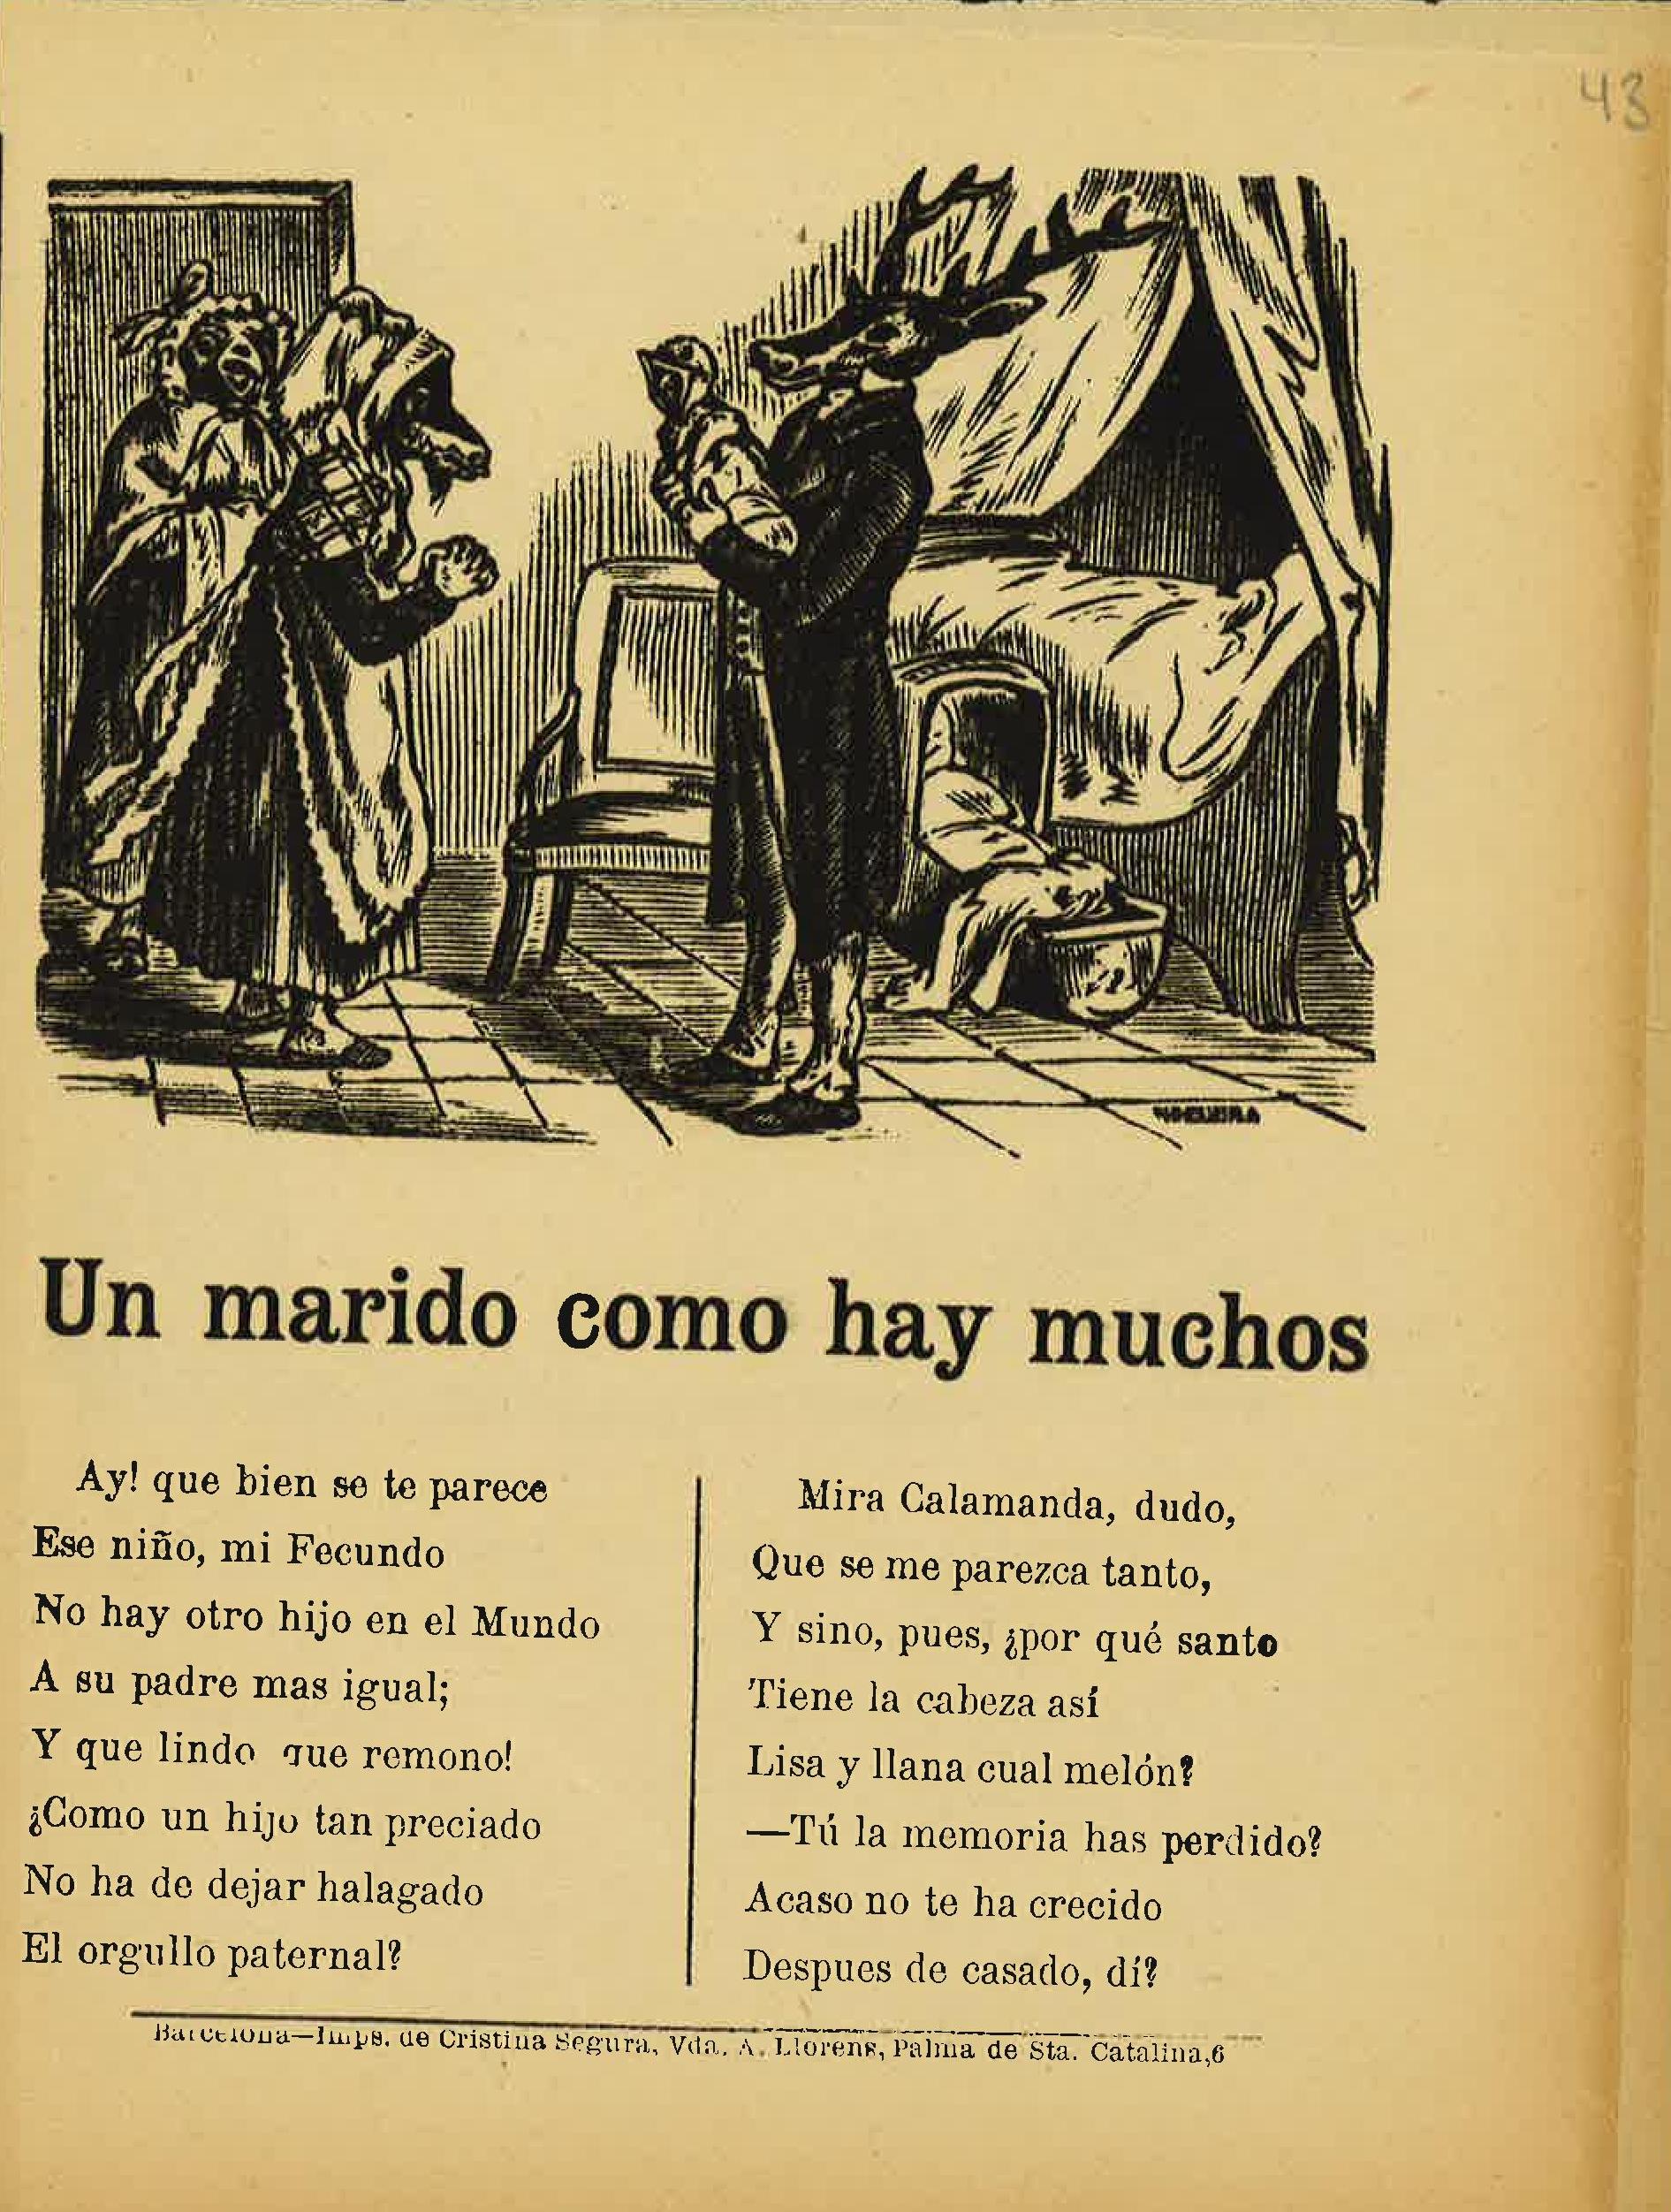 43
NOGUEIRA
Un marido como hay muchos
Ay! que bien se te parece
Ese niño, mi Fecundo
No hay otro hijo en el Mundo
A su padre mas igual;
Y que lindo que remono!
¿Como un hijo tan preciado
No ha de dejar halagado
El orgullo paternal?
Mira Calamanda, dudo,
Que se me parezca tanto,
Y sino, pues, ¿por qué santo
Tiene la cabeza así
Lisa y llana cual melón?
—Tú la memoria has perdido?
Acaso no te ha crecido
Despues de casado, dí?
Barcelona—Imps. de Cristina Segura, Vda. A. Llorens, Palma de Sta. Catalina,6